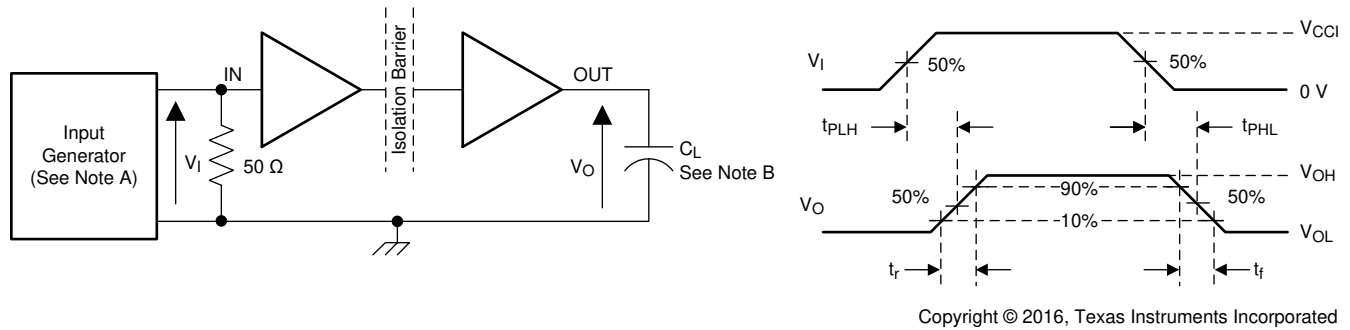 Input
Generator
(See Note A)
IN
V_I
50 Ω
Isolation Barrier
OUT
V_O
C_L
See Note B
V_I
50%
50%
V_CCI
0 V
t_PLH
t_PHL
V_O
50%
90%
50%
10%
V_OH
V_OL
t_r
t_f
Copyright © 2016, Texas Instruments Incorporated